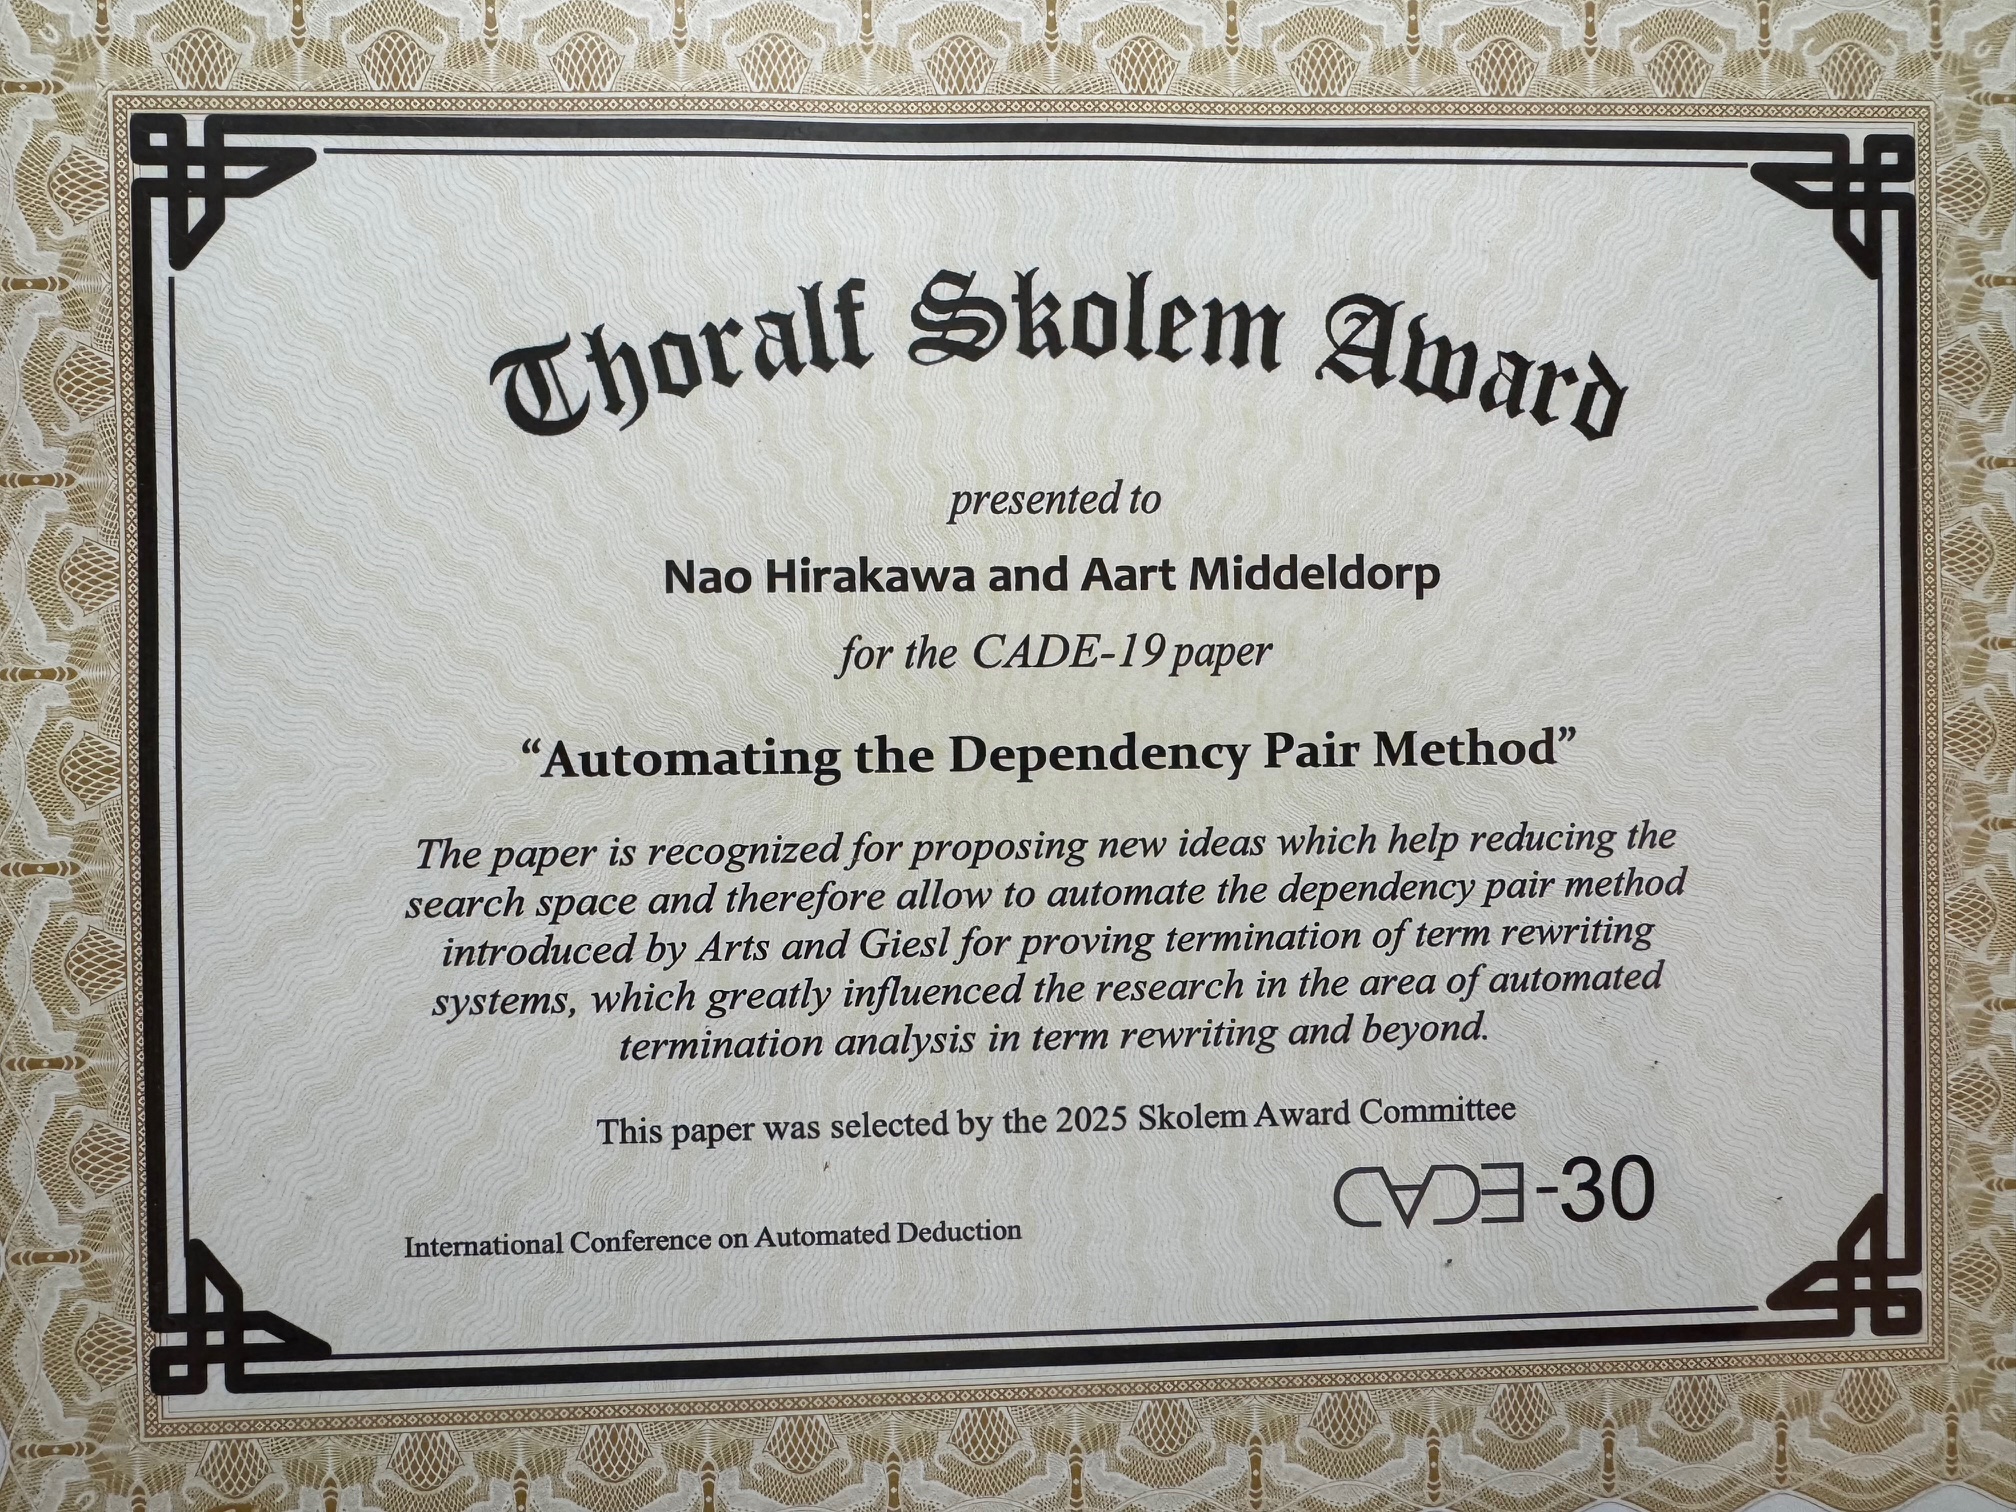 Thoralf Skolem Award
presented to
Nao Hirakawa and Aart Middeldorp
for the CADE-19 paper
“Automating the Dependency Pair Method”
The paper is recognized for proposing new ideas which help reducing the
search space and therefore allow to automate the dependency pair method
introduced by Arts and Giesl for proving termination of term rewriting
systems, which greatly influenced the research in the area of automated
termination analysis in term rewriting and beyond.
This paper was selected by the 2025 Skolem Award Committee
C∀DE-30
International Conference on Automated Deduction